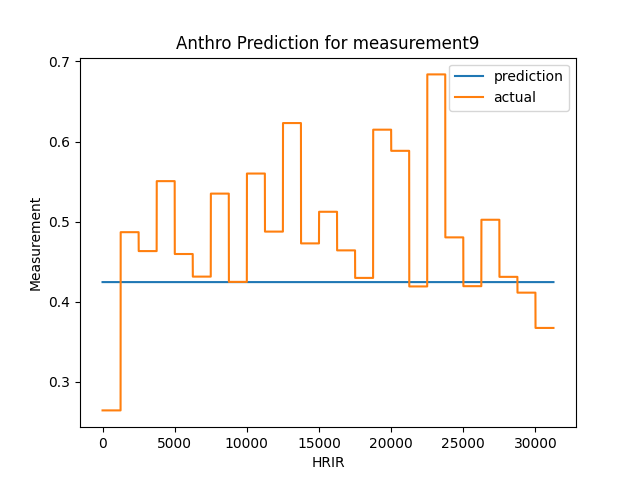 Anthro Prediction for measurement9
prediction
actual
Measurement
0.7
0.6
0.5
0.4
0.3
0 5000 10000 15000 20000 25000 30000
HRIR